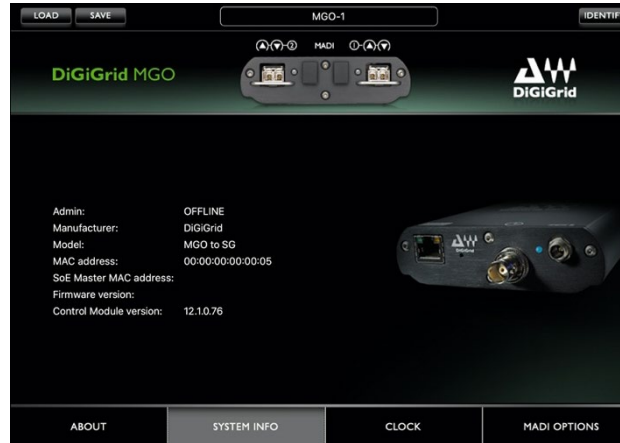 LOAD SAVE MGO-1 IDENTIF
②- MADI ①-
DiGiGrid MGO
DiGiGrid
Admin: OFFLINE
Manufacturer: DiGiGrid
Model: MGO to SG
MAC address: 00:00:00:00:00:05
SoE Master MAC address:
Firmware version:
Control Module version: 12.1.0.76
ABOUT SYSTEM INFO CLOCK MADI OPTIONS